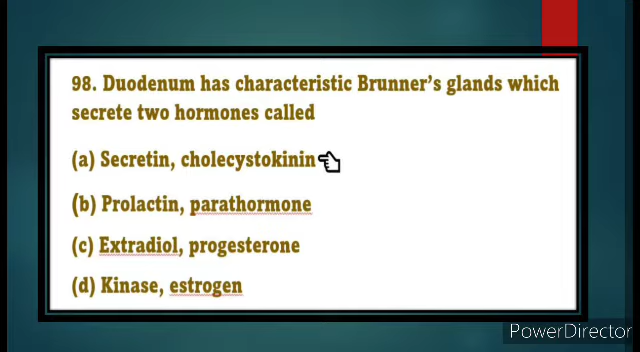 98. Duodenum has characteristic Brunner's glands which
secrete two hormones called
(a) Secretin, cholecystokinin
(b) Prolactin, parathormone
(c) Extradiol, progesterone
(d) Kinase, estrogen
PowerDirector